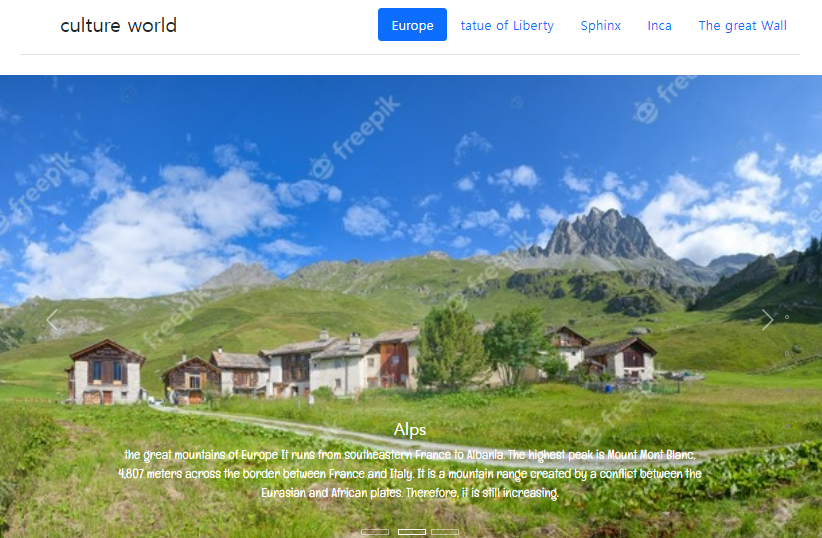 culture world
Europe
tatue of Liberty
Sphinx
Inca
The great Wall
freepik
freepik
freepik
freepik
Alps
the great mountains of Europe It runs from southeastern France to Albania. The highest peak is Mount Mont Blanc,
4,807 meters across the border between France and Italy. It is a mountain range created by a conflict between the
Eurasian and African plates. Therefore, it is still increasing.